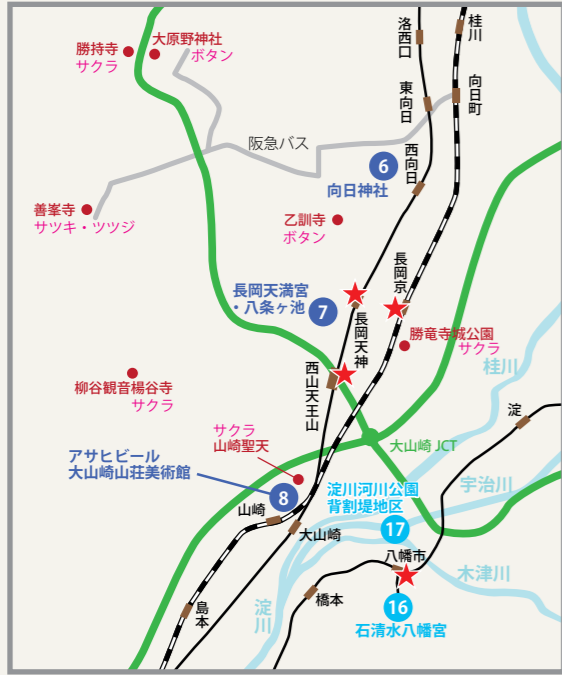 洛西口
桂川
勝持寺
サクラ
大原野神社
ボタン
東向日
向日町
阪急バス
西向日
6
向日神社
善峯寺
サツキ・ツツジ
乙訓寺
ボタン
長岡天満宮
・八条ヶ池
7
長岡京
長岡天神
勝竜寺城公園
サクラ
桂川
柳谷観音楊谷寺
サクラ
西山天王山
淀
サクラ
山崎聖天
大山崎 JCT
アサヒビール
大山崎山荘美術館
8
淀川河川公園
背割堤地区
17
宇治川
山崎
大山崎
八幡市
木津川
橋本
島本
淀川
16
石清水八幡宮